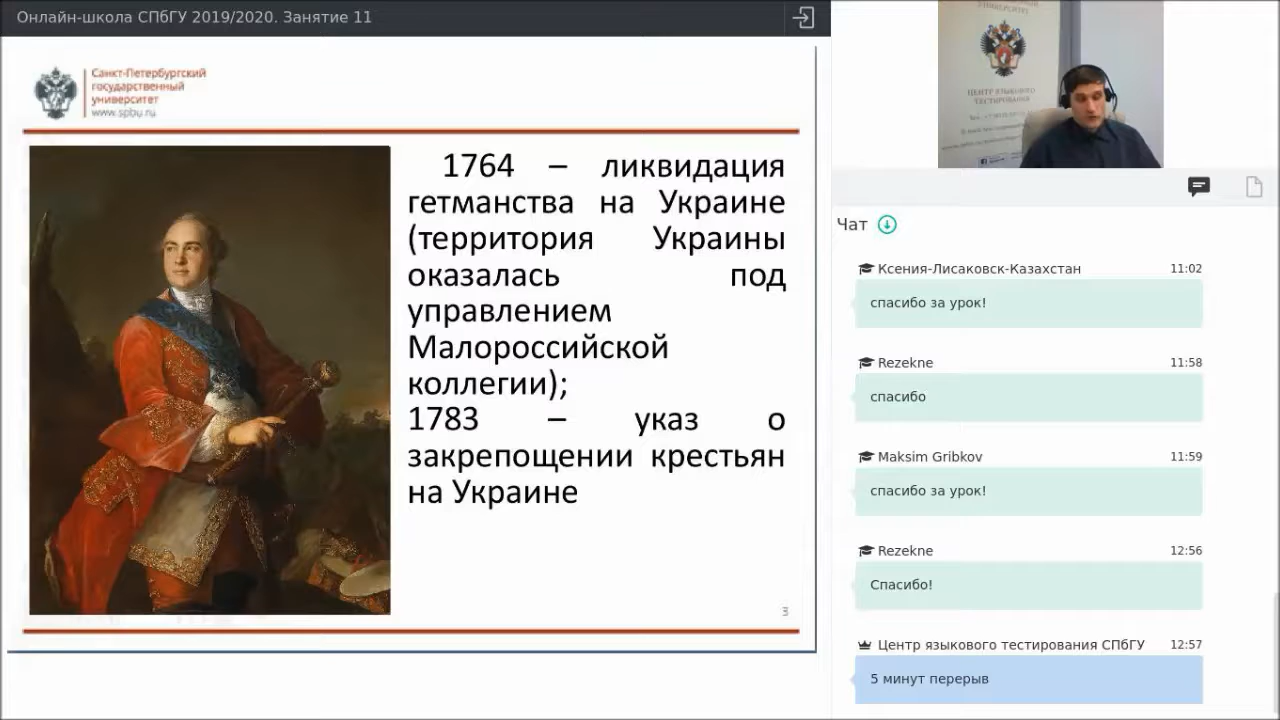 Онлайн-школа СПбГУ 2019/2020. Занятие 11
Санкт-Петербургский
государственный
университет
www.spbu.ru
1764 – ликвидация
гетманства на Украине
(территория Украины
оказалась под
управлением
Малороссийской
коллегии);
1783 – указ о
закрепощении крестьян
на Украине
3
ЦЕНТР ЯЗЫКОВОГО
ТЕСТИРОВАНИЯ
Чат
Ксения-Лисаковск-Казахстан 11:02
спасибо за урок!
Rezekne 11:58
спасибо
Maksim Gribkov 11:59
спасибо за урок!
Rezekne 12:56
Спасибо!
Центр языкового тестирования СПбГУ 12:57
5 минут перерыв